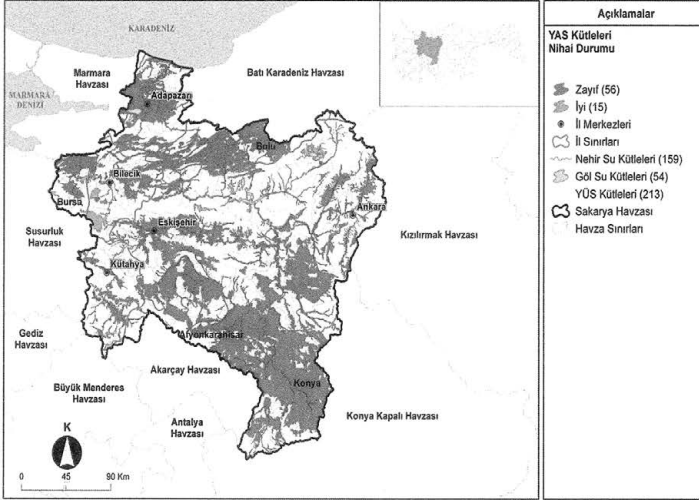 KARADENİZ
Marmara
Havzası
Batı Karadeniz Havzası
MARMARA
DENİZİ
Adapazarı
Bolu
Bilecik
Bursa
Ankara
Eskişehir
Susurluk
Havzası
Kızılırmak Havzası
Kütahya
Gediz
Havzası
Afyonkarahisar
Akarçay Havzası
Büyük Menderes
Havzası
Konya
Antalya
Havzası
Konya Kapalı Havzası
K
0 45 90 Km
Açıklamalar
YAS Kütleleri
Nihai Durumu
Zayıf (56)
İyi (15)
İl Merkezleri
İl Sınırları
Nehir Su Kütleleri (159)
Göl Su Kütleleri (54)
YÜS Kütleleri (213)
Sakarya Havzası
Havza Sınırları